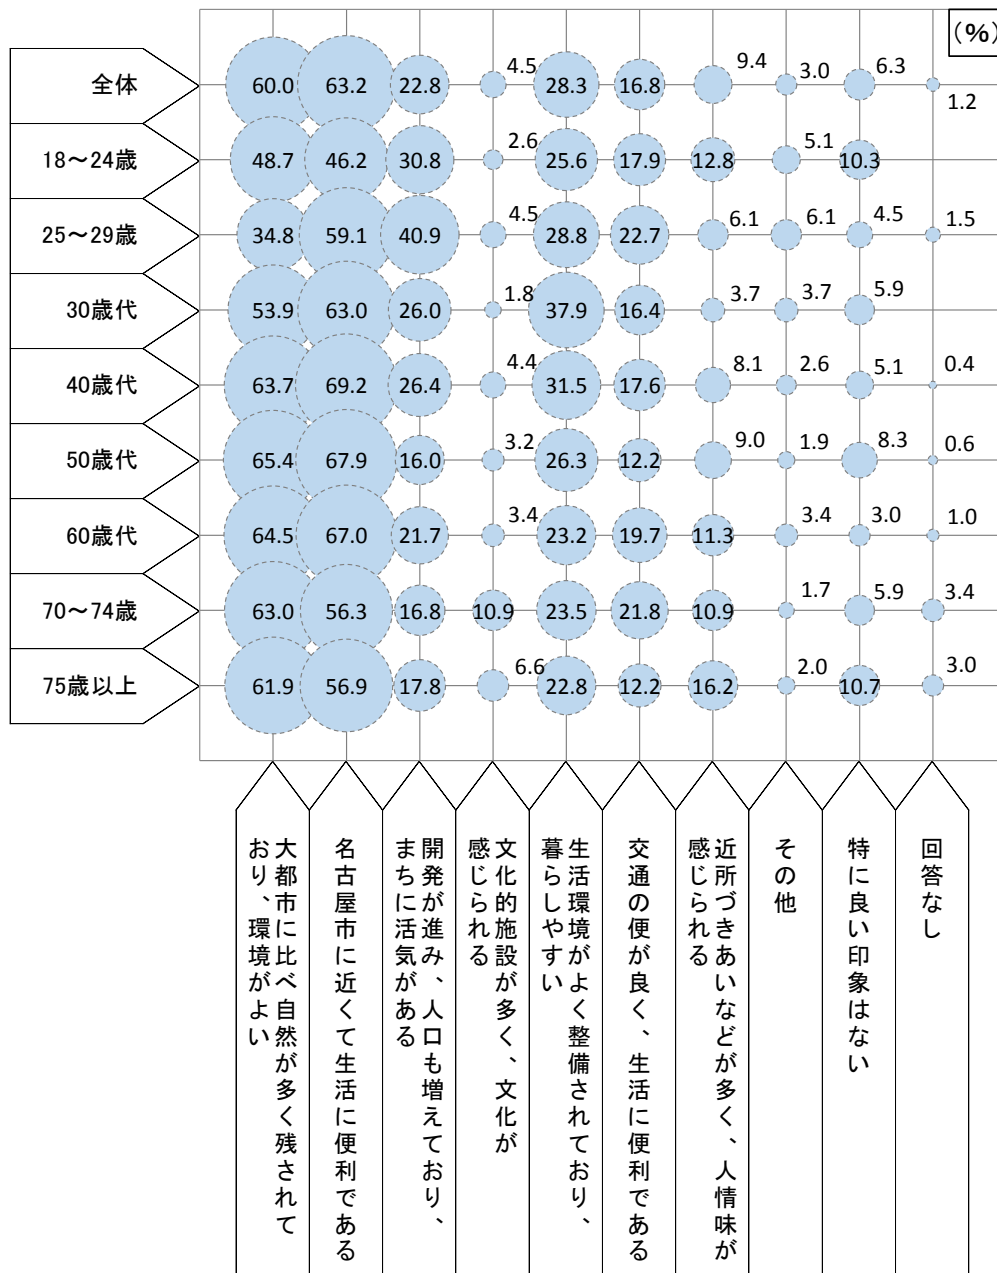 (%)
全体 60.0 63.2 22.8 4.5 28.3 16.8 9.4 3.0 6.3 1.2
18～24歳 48.7 46.2 30.8 2.6 25.6 17.9 12.8 5.1 10.3
25～29歳 34.8 59.1 40.9 4.5 28.8 22.7 6.1 6.1 4.5 1.5
30歳代 53.9 63.0 26.0 1.8 37.9 16.4 3.7 3.7 5.9
40歳代 63.7 69.2 26.4 4.4 31.5 17.6 8.1 2.6 5.1 0.4
50歳代 65.4 67.9 16.0 3.2 26.3 12.2 9.0 1.9 8.3 0.6
60歳代 64.5 67.0 21.7 3.4 23.2 19.7 11.3 3.4 3.0 1.0
70～74歳 63.0 56.3 16.8 10.9 23.5 21.8 10.9 1.7 5.9 3.4
75歳以上 61.9 56.9 17.8 6.6 22.8 12.2 16.2 2.0 10.7 3.0
大都市に比べ自然が多く残されて
おり、環境がよい
名古屋市に近くて生活に便利である
開発が進み、人口も増えており、
まちに活気がある
文化的施設が多く、文化が
感じられる
生活環境がよく整備されており、
暮らしやすい
交通の便が良く、生活に便利である
近所づきあいなどが多く、人情味が
感じられる
その他
特に良い印象はない
回答なし